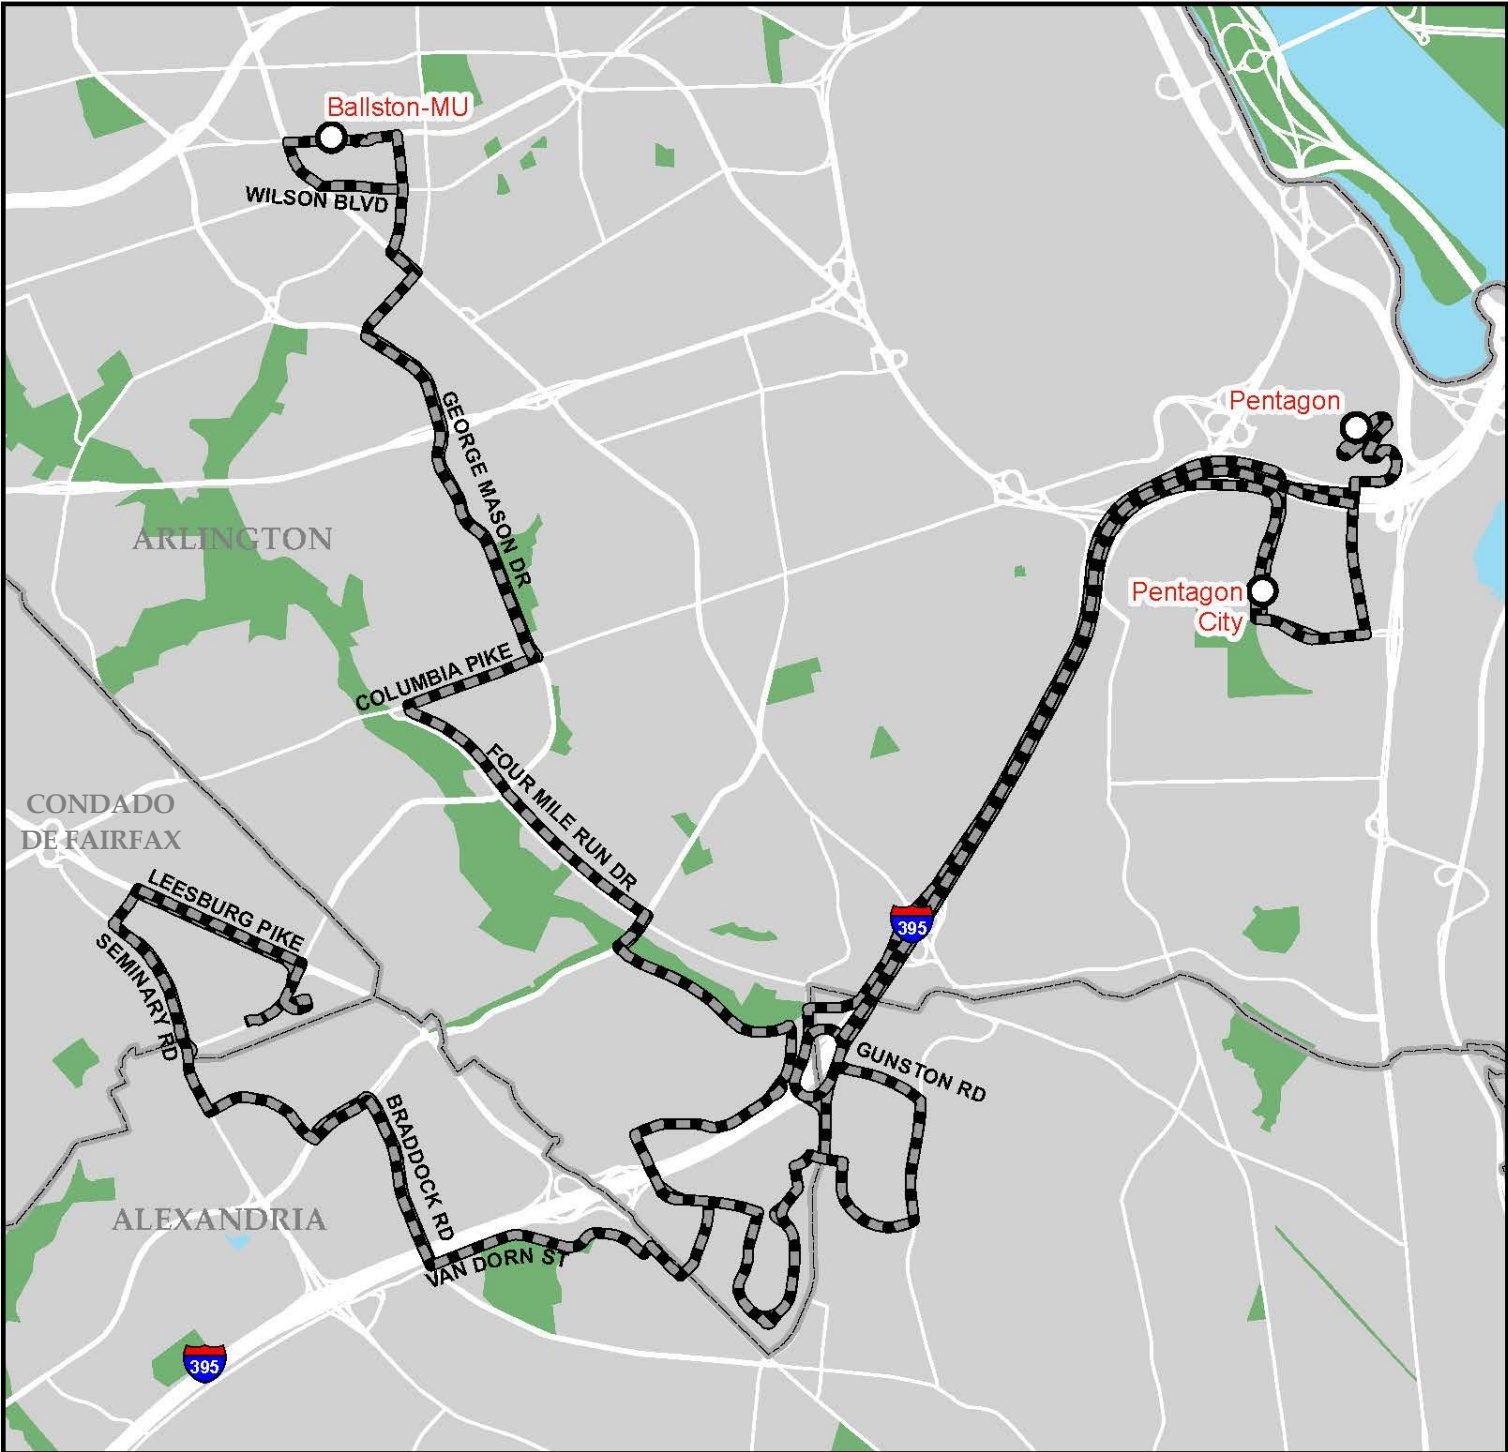 Ballston-MU
WILSON BLVD
Pentagon
GEORGE MASON DR
ARLINGTON
Pentagon
City
COLUMBIA PIKE
FOUR MILE RUN DR
CONDADO
DE FAIRFAX
LEESBURG PIKE
395
SEMINARY RD
GUNSTON RD
BRADDOCK RD
ALEXANDRIA
VAN DORN ST
395